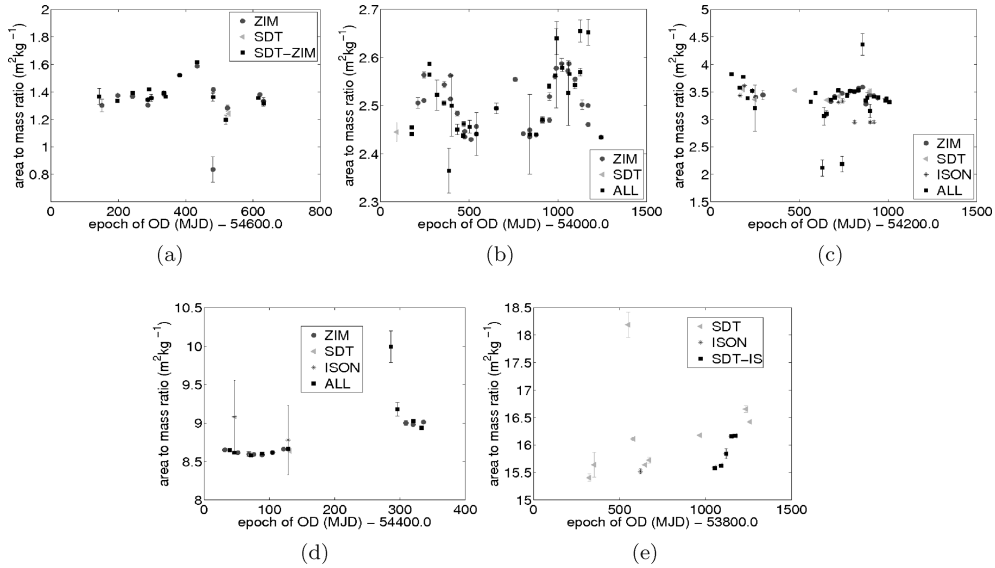 2
1.8
1.6
1.4
1.2
1
0.8
0 200 400 600 800
area to mass ratio (m²kg⁻¹)
epoch of OD (MJD) − 54600.0
ZIM
SDT
SDT−ZIM
(a)
2.7
2.6
2.5
2.4
2.3
0 500 1000 1500
area to mass ratio (m²kg⁻¹)
epoch of OD (MJD) − 54000.0
ZIM
SDT
ALL
(b)
5
4.5
4
3.5
3
2.5
2
1.5
0 500 1000 1500
area to mass ratio (m²kg⁻¹)
epoch of OD (MJD) − 54200.0
ZIM
SDT
ISON
ALL
(c)
10.5
10
9.5
9
8.5
8
0 100 200 300 400
area to mass ratio (m²kg⁻¹)
epoch of OD (MJD) − 54400.0
ZIM
SDT
ISON
ALL
(d)
18.5
18
17.5
17
16.5
16
15.5
15
0 500 1000 1500
area to mass ratio (m²kg⁻¹)
epoch of OD (MJD) − 53800.0
SDT
ISON
SDT−IS
(e)